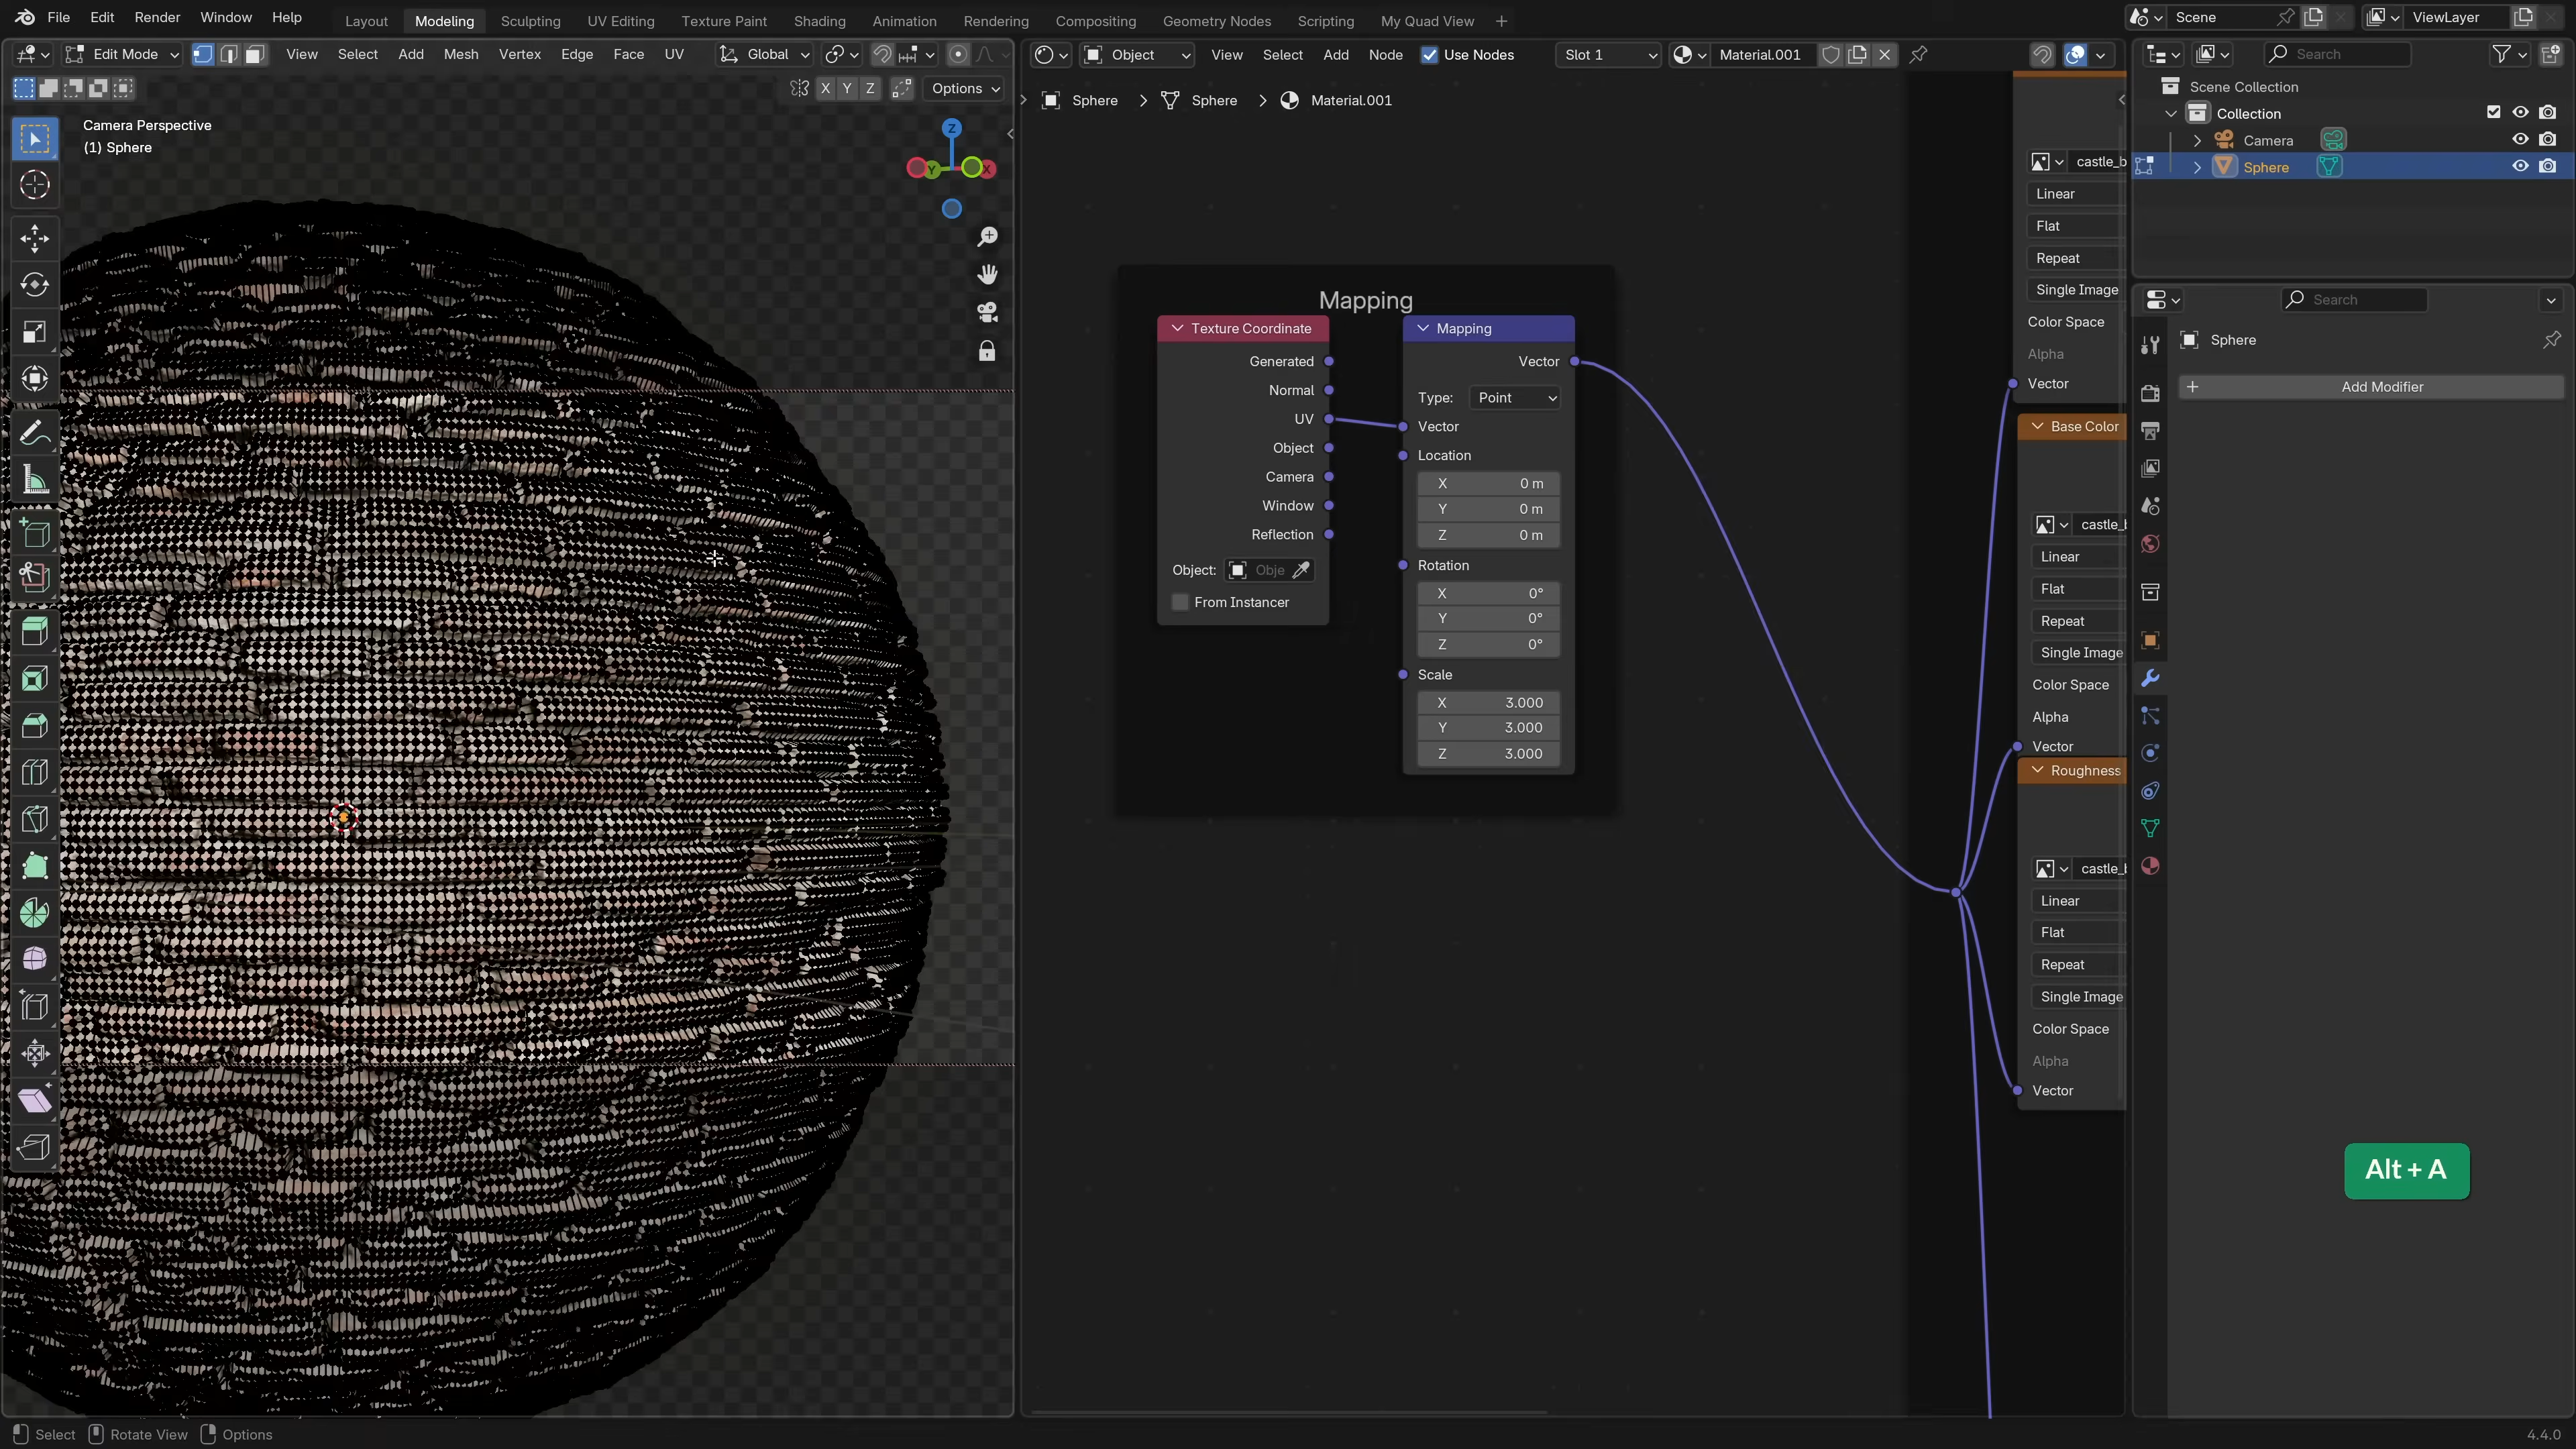 File Edit Render Window Help Layout Modeling Sculpting UV Editing Texture Paint Shading Animation Rendering Compositing Geometry Nodes Scripting My Quad View + Scene ViewLayer
Edit Mode View Select Add Mesh Vertex Edge Face UV Global
X Y Z Options
Camera Perspective
(1) Sphere
Z
Y X
Object View Select Add Node Use Nodes Slot 1 Material.001
Sphere > Sphere > Material.001
Mapping
Texture Coordinate
Generated
Normal
UV
Object
Camera
Window
Reflection
Object: Obje
From Instancer
Mapping
Vector
Type: Point
Vector
Location
X 0 m
Y 0 m
Z 0 m
Rotation
X 0°
Y 0°
Z 0°
Scale
X 3.000
Y 3.000
Z 3.000
castle_b
Linear
Flat
Repeat
Single Image
Color Space
Alpha
Vector
Base Color
castle_b
Linear
Flat
Repeat
Single Image
Color Space
Alpha
Vector
Roughness
castle_b
Linear
Flat
Repeat
Single Image
Color Space
Alpha
Vector
Search
Scene Collection
Collection
Camera
Sphere
Search
Sphere
+ Add Modifier
Alt + A
Select Rotate View Options
4.4.0